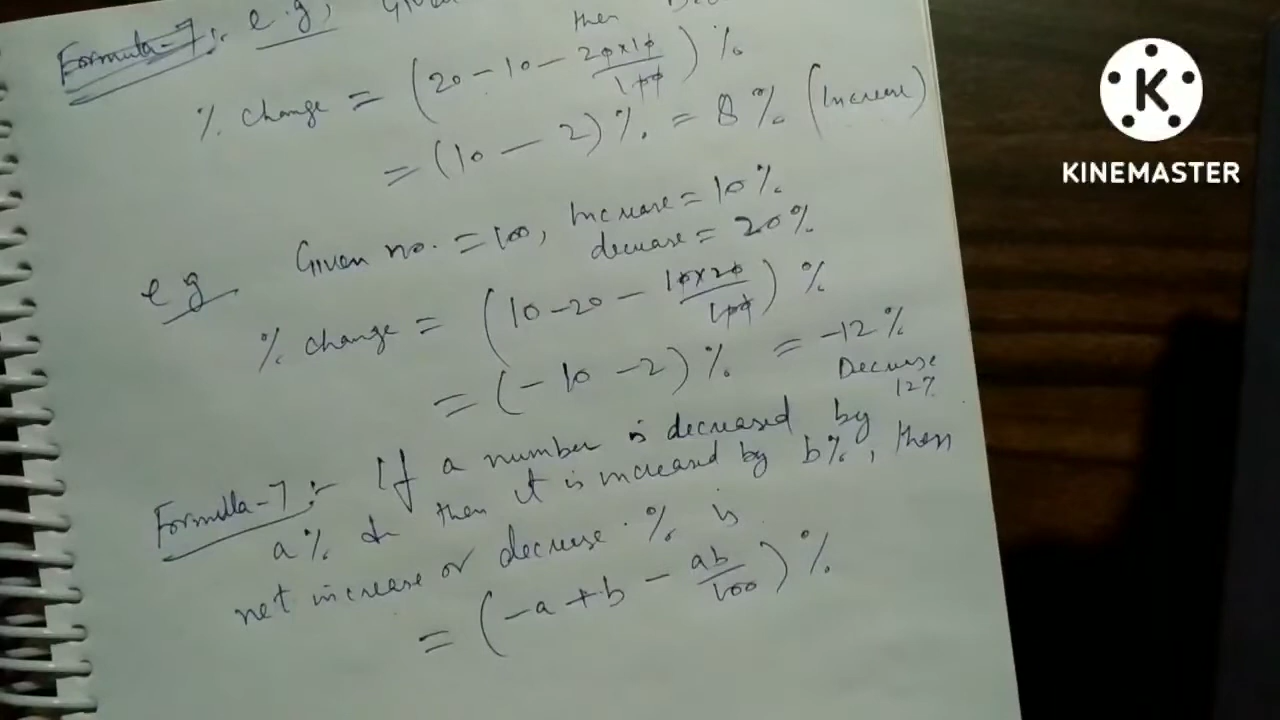 Formula-7:- e.g, Given
then
% change = (20 - 10 - 20×10/100) %
= (10 - 2) % = 8 % (Increase)
e g Given no. = 100, Increase = 10 %
decrease = 20 %
% change = (10 - 20 - 10×20/100) %
= (- 10 - 2) % = -12 %
Decrease
12%
Formula-7 :- If a number is decreased by
a % & then it is increased by b%, then
net increase or decrease % is
= (-a + b - ab/100) %
K
KINEMASTER